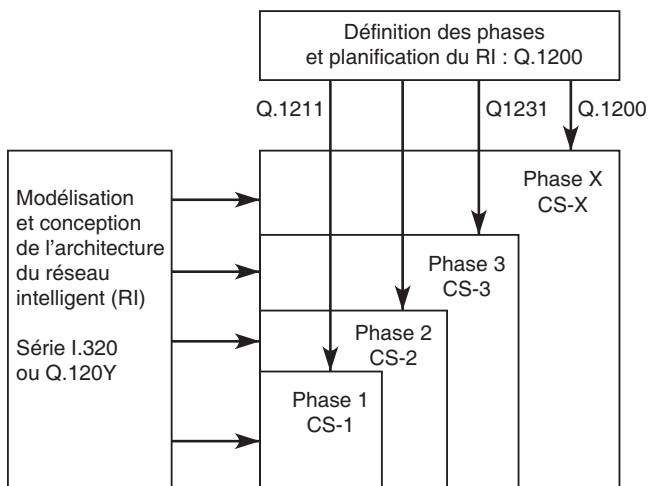 Définition des phases
et planification du RI : Q.1200
Q.1211
Q1231
Q.1200
Modélisation
et conception
de l'architecture
du réseau
intelligent (RI)
Série I.320
ou Q.120Y
Phase X
CS-X
Phase 3
CS-3
Phase 2
CS-2
Phase 1
CS-1